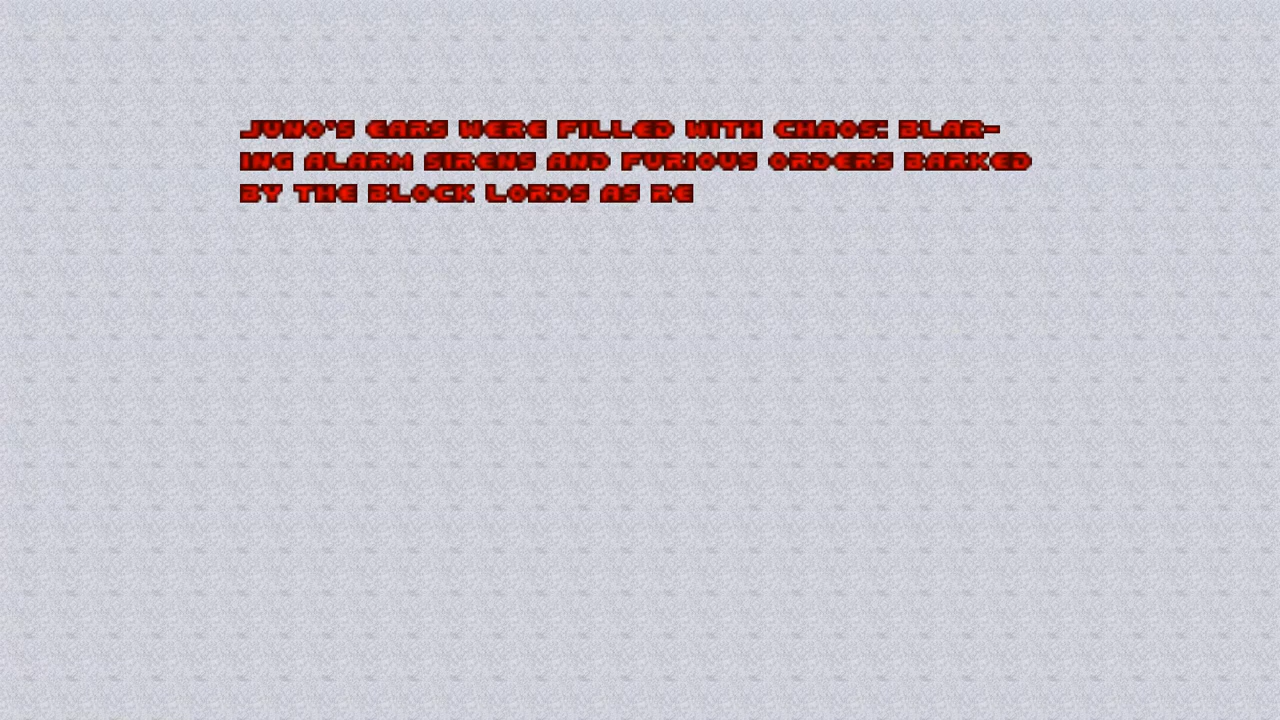 JUNO'S EARS WERE FILLED WITH CHAOS: BLAR-
ING ALARM SIRENS AND FURIOUS ORDERS BARKED
BY THE BLOCK LORDS AS RE